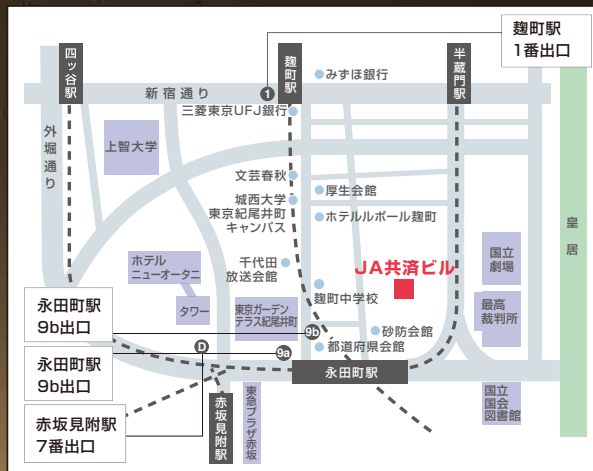 麹町駅
1番出口
四ッ谷駅
麹町駅
半蔵門駅
みずほ銀行
新宿通り
1
三菱東京UFJ銀行
外堀通り
上智大学
文芸春秋
厚生会館
城西大学
東京紀尾井町
キャンパス
ホテルルポール麹町
皇居
千代田
放送会館
国立
劇場
ホテル
ニューオータニ
JA共済ビル
麹町中学校
タワー
東京ガーデン
テラス紀尾井町
最高
裁判所
永田町駅
9b出口
9b
砂防会館
都道府県会館
D
9a
永田町駅
9b出口
永田町駅
赤坂見附駅
7番出口
赤坂見附駅
東急プラザ赤坂
国立
国会
図書館